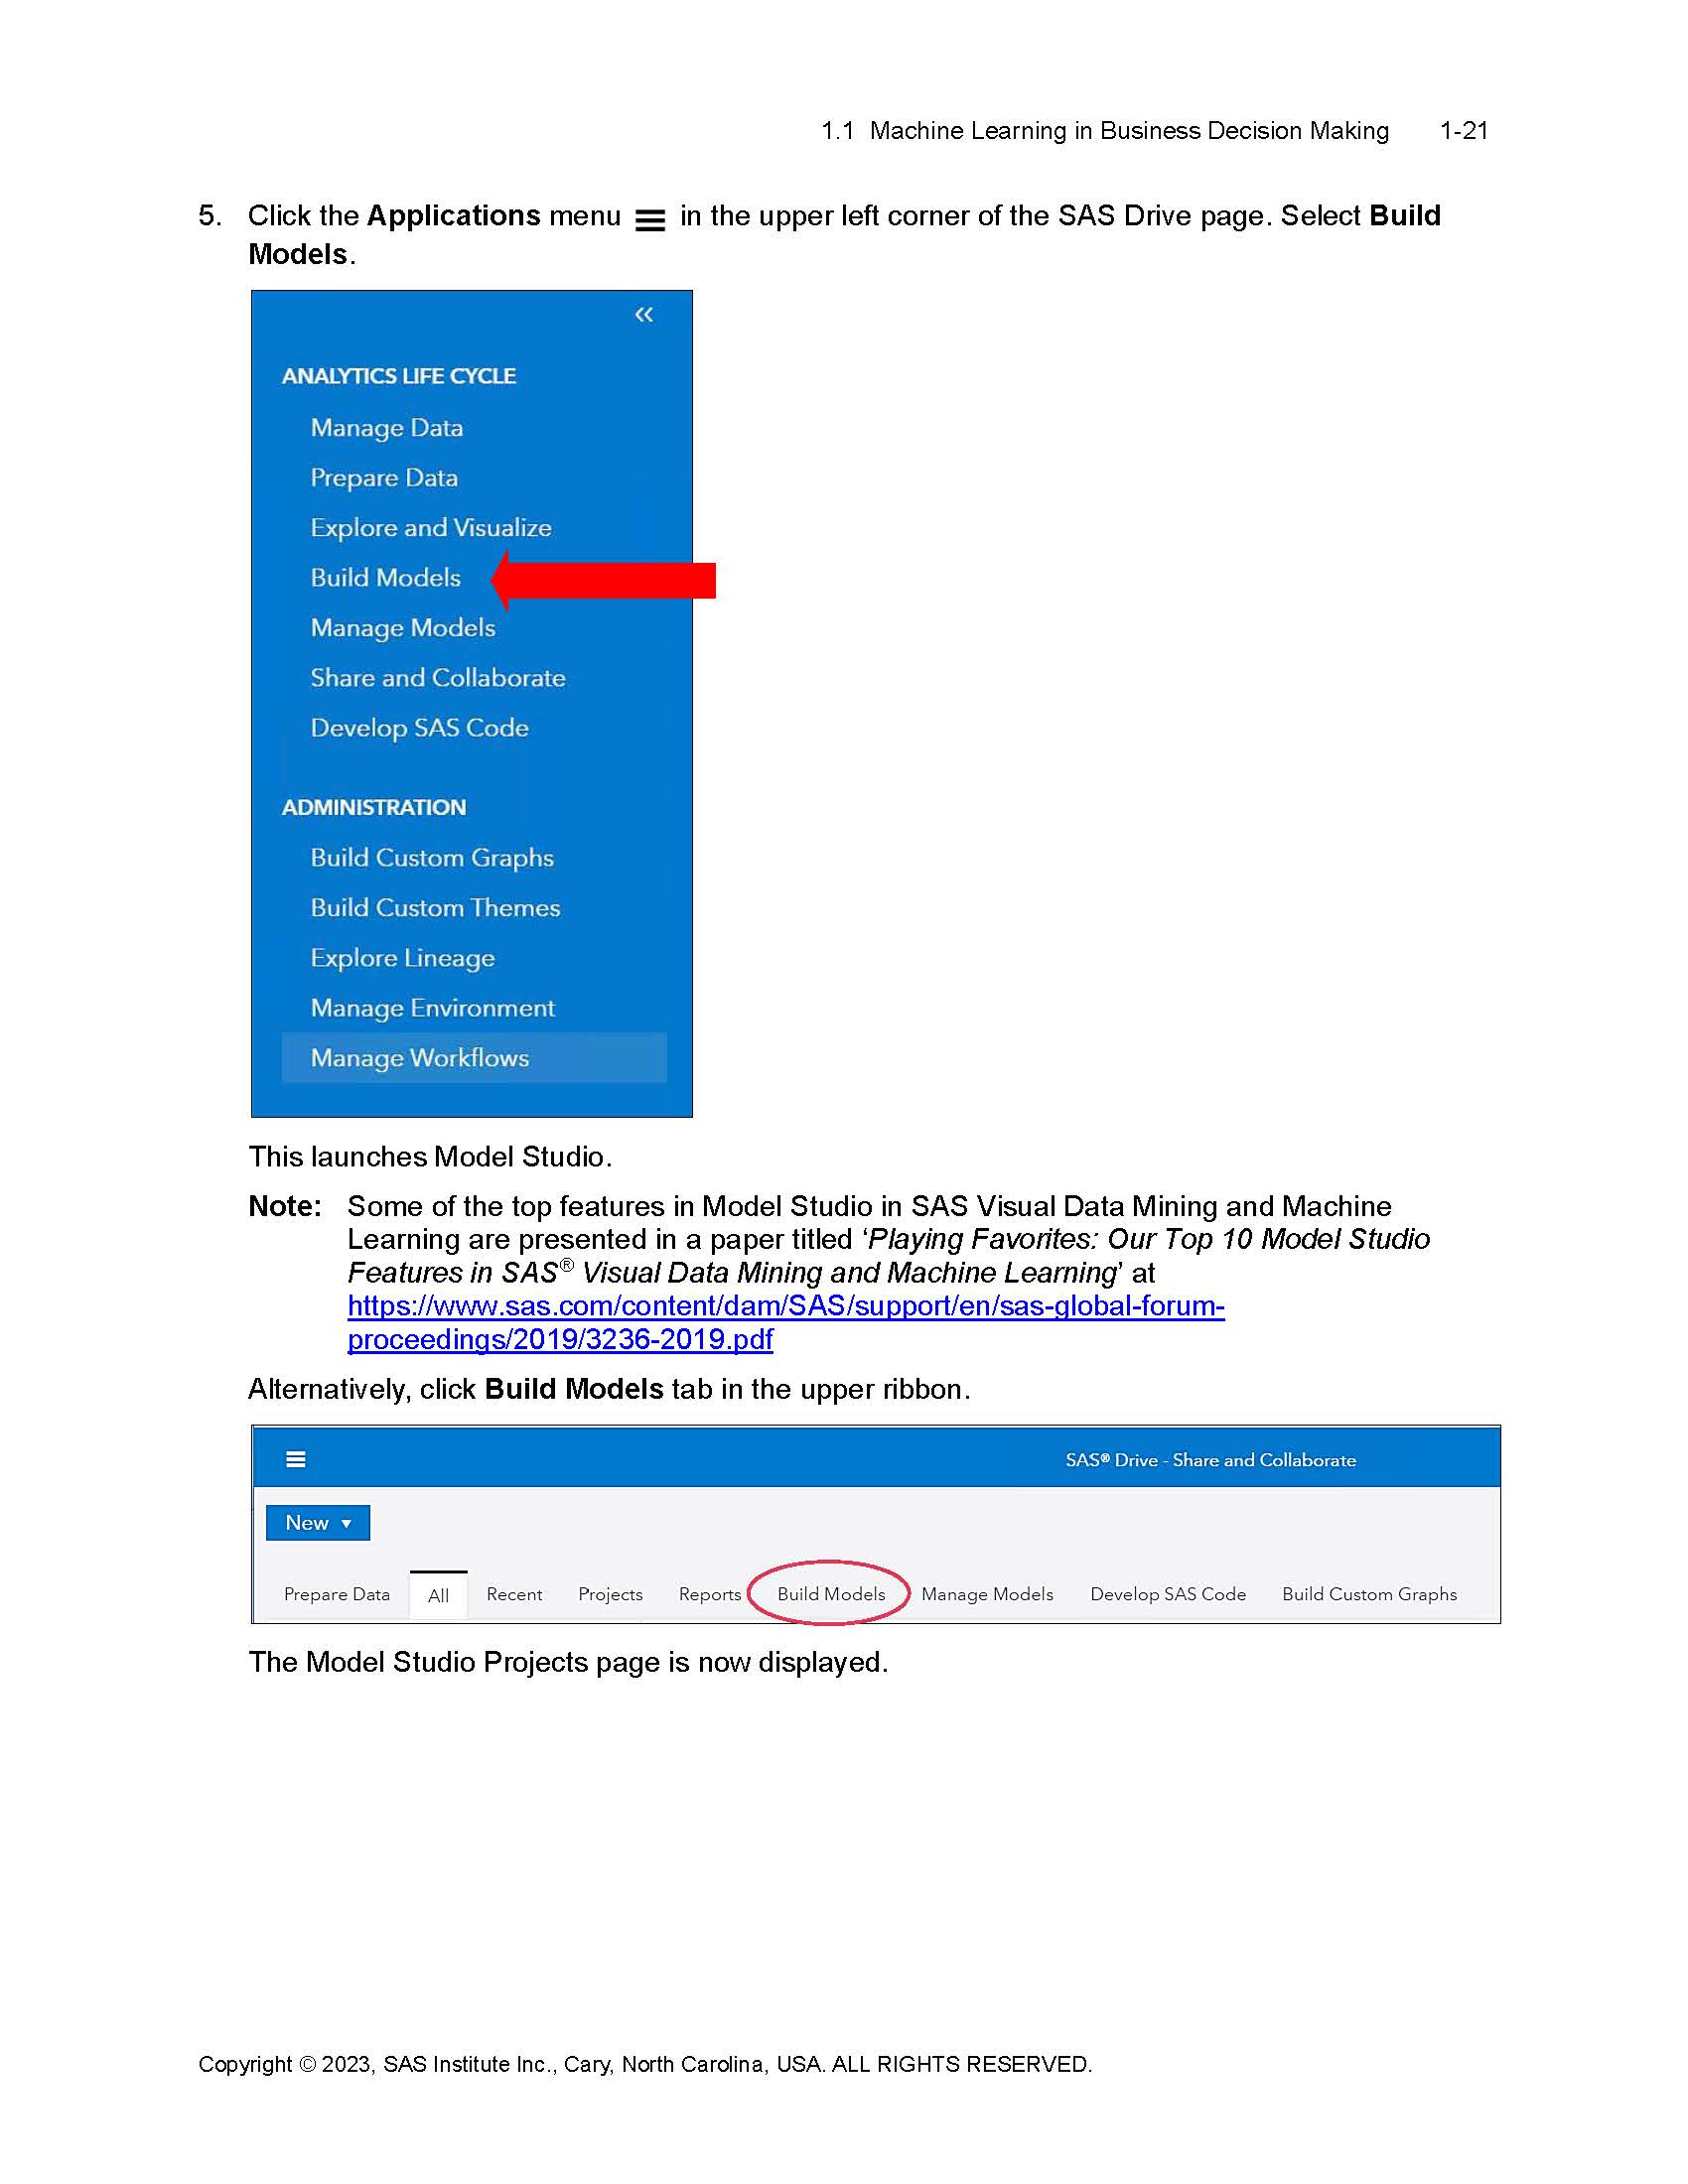 1.1 Machine Learning in Business Decision Making 1-21
5. Click the Applications menu in the upper left corner of the SAS Drive page. Select Build
Models.
«
ANALYTICS LIFE CYCLE
Manage Data
Prepare Data
Explore and Visualize
Build Models
Manage Models
Share and Collaborate
Develop SAS Code
ADMINISTRATION
Build Custom Graphs
Build Custom Themes
Explore Lineage
Manage Environment
Manage Workflows
This launches Model Studio.
Note: Some of the top features in Model Studio in SAS Visual Data Mining and Machine
Learning are presented in a paper titled ‘Playing Favorites: Our Top 10 Model Studio
Features in SAS® Visual Data Mining and Machine Learning’ at
https://www.sas.com/content/dam/SAS/support/en/sas-global-forum-
proceedings/2019/3236-2019.pdf
Alternatively, click Build Models tab in the upper ribbon.
SAS® Drive - Share and Collaborate
New ▼
Prepare Data All Recent Projects Reports Build Models Manage Models Develop SAS Code Build Custom Graphs
The Model Studio Projects page is now displayed.
Copyright © 2023, SAS Institute Inc., Cary, North Carolina, USA. ALL RIGHTS RESERVED.